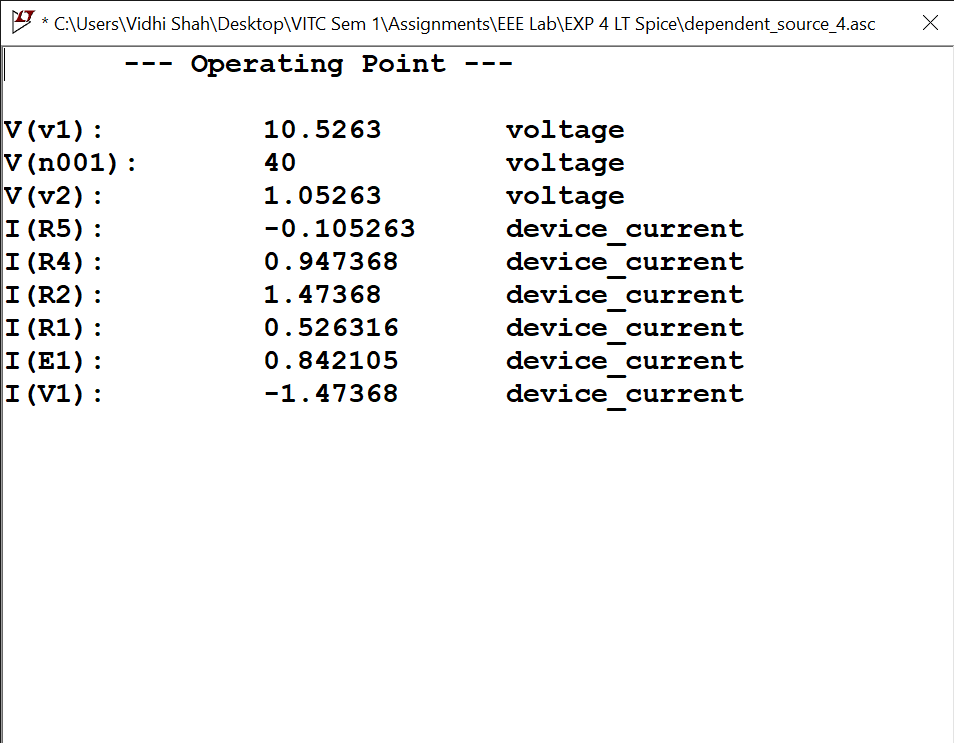 * C:\Users\Vidhi Shah\Desktop\VITC Sem 1\Assignments\EEE Lab\EXP 4 LT Spice\dependent_source_4.asc
--- Operating Point ---
V(v1): 10.5263 voltage
V(n001): 40 voltage
V(v2): 1.05263 voltage
I(R5): -0.105263 device_current
I(R4): 0.947368 device_current
I(R2): 1.47368 device_current
I(R1): 0.526316 device_current
I(E1): 0.842105 device_current
I(V1): -1.47368 device_current